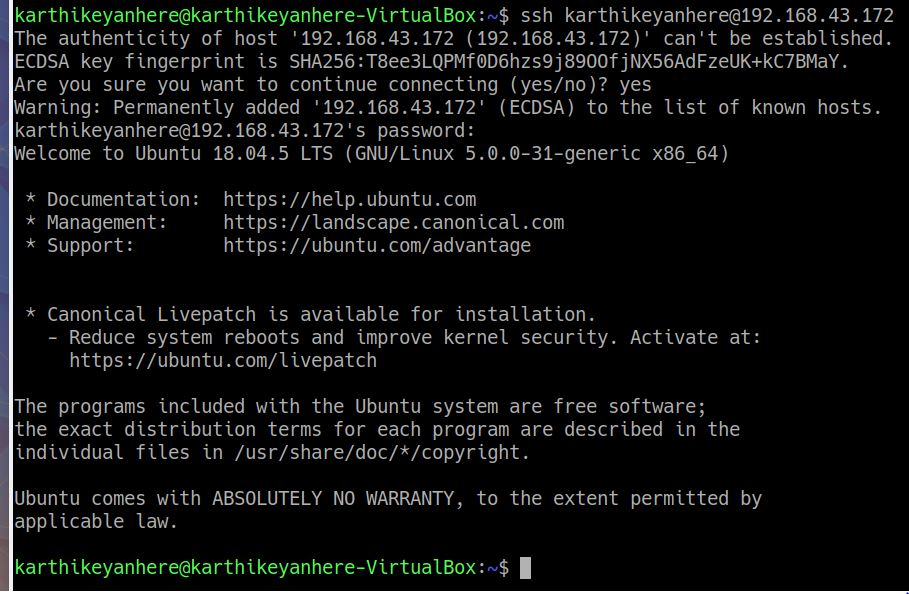 karthikeyanhere@karthikeyanhere-VirtualBox:~$ ssh karthikeyanhere@192.168.43.172
The authenticity of host '192.168.43.172 (192.168.43.172)' can't be established.
ECDSA key fingerprint is SHA256:T8ee3LQPMf0D6hzs9j89OOfjNX56AdFzeUK+kC7BMaY.
Are you sure you want to continue connecting (yes/no)? yes
Warning: Permanently added '192.168.43.172' (ECDSA) to the list of known hosts.
karthikeyanhere@192.168.43.172's password:
Welcome to Ubuntu 18.04.5 LTS (GNU/Linux 5.0.0-31-generic x86_64)

 * Documentation:  https://help.ubuntu.com
 * Management:     https://landscape.canonical.com
 * Support:        https://ubuntu.com/advantage


 * Canonical Livepatch is available for installation.
   - Reduce system reboots and improve kernel security. Activate at:
     https://ubuntu.com/livepatch

The programs included with the Ubuntu system are free software;
the exact distribution terms for each program are described in the
individual files in /usr/share/doc/*/copyright.

Ubuntu comes with ABSOLUTELY NO WARRANTY, to the extent permitted by
applicable law.

karthikeyanhere@karthikeyanhere-VirtualBox:~$